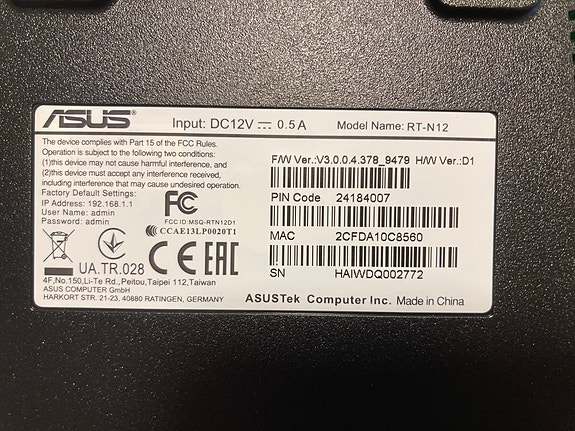 ASUS® Input: DC12V ⎓ 0.5A Model Name: RT-N12
The device complies with Part 15 of the FCC Rules.
Operation is subject to the following two conditions:
(1)this device may not cause harmful interference, and
(2)this device must accept any interference received,
including interference that may cause undesired operation.
Factory Default Settings:
IP Address: 192.168.1.1
User Name: admin
Password: admin
FC
FCC ID:MSQ-RTN12D1
CCAE13LP0020T1
UA.TR.028
CE EAC
4F,No.150,Li-Te Rd.,Peitou,Taipei 112,Taiwan
ASUS COMPUTER GmbH
HARKORT STR. 21-23, 40880 RATINGEN, GERMANY
F/W Ver.:V3.0.0.4.378_9479 H/W Ver.:D1
PIN Code 24184007
MAC 2CFDA10C8560
SN HAIWDQ002772
ASUSTek Computer Inc. Made in China